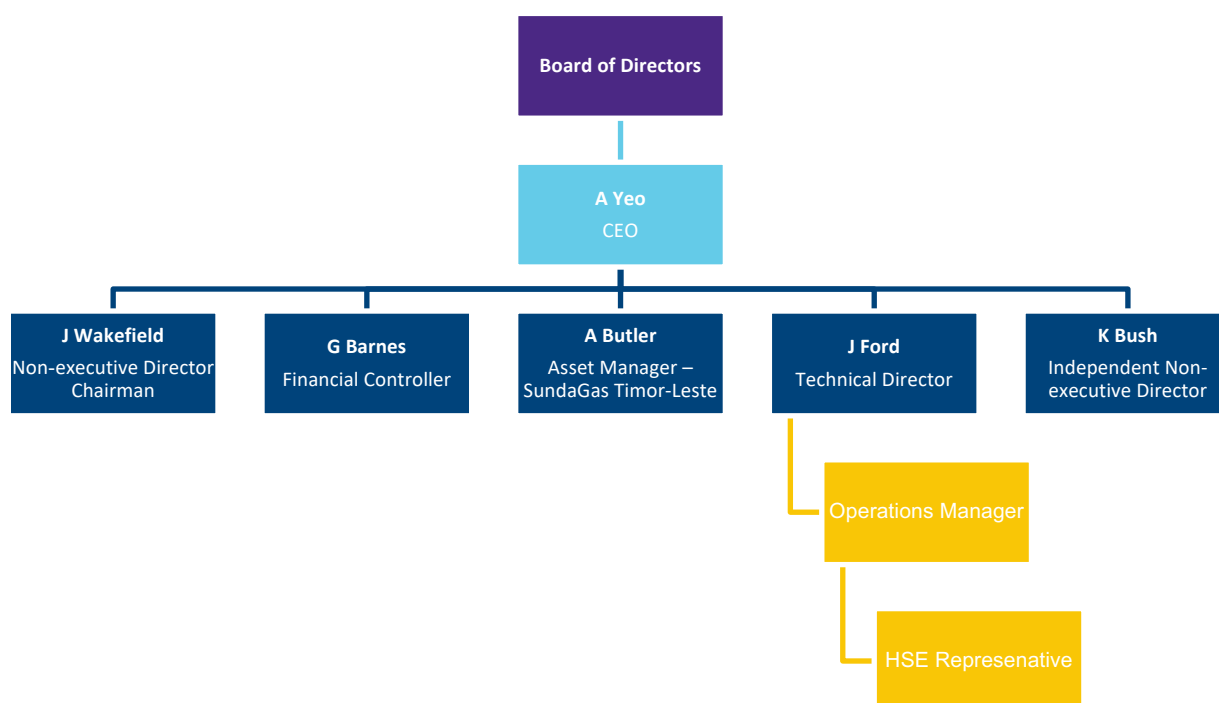 Board of Directors
A Yeo
CEO
J Wakefield
Non-executive Director
Chairman
G Barnes
Financial Controller
A Butler
Asset Manager –
SundaGas Timor-Leste
J Ford
Technical Director
K Bush
Independent Non-
executive Director
Operations Manager
HSE Represenative